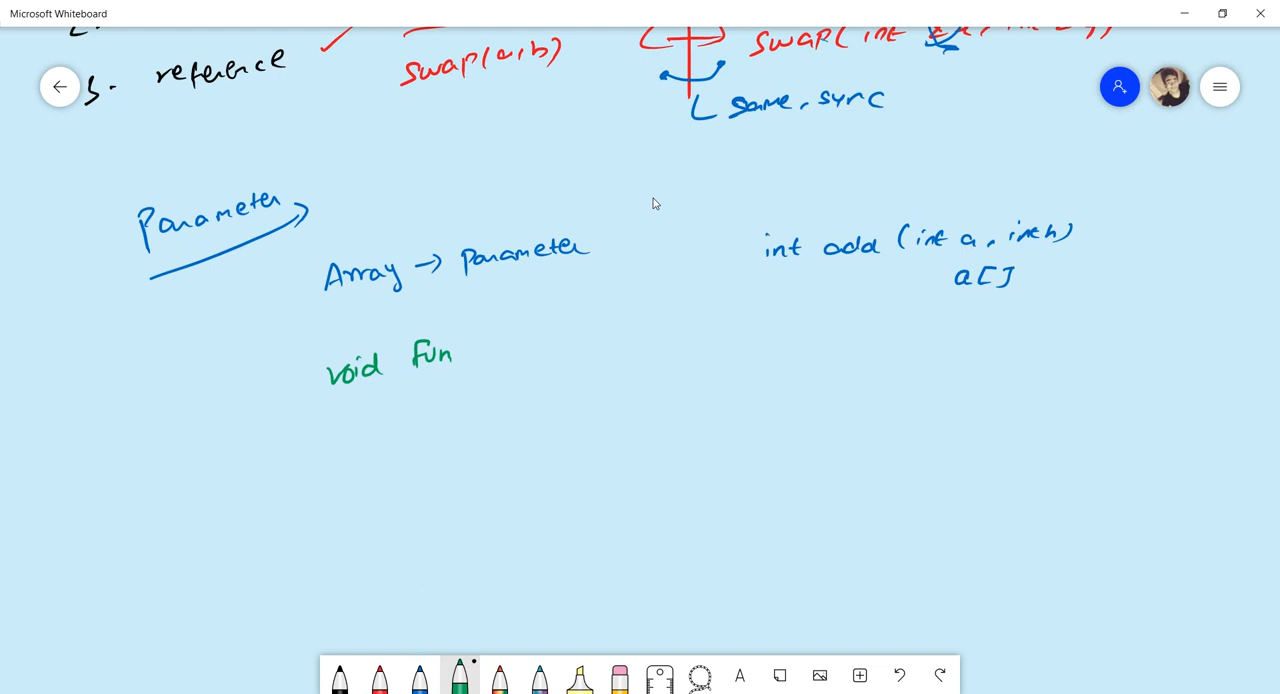 Microsoft Whiteboard
3. reference
swap(a,b)
swap( int
same, sync
Parameter
Array → parameter
int add (int a, int b)
a[]
void Fun
A